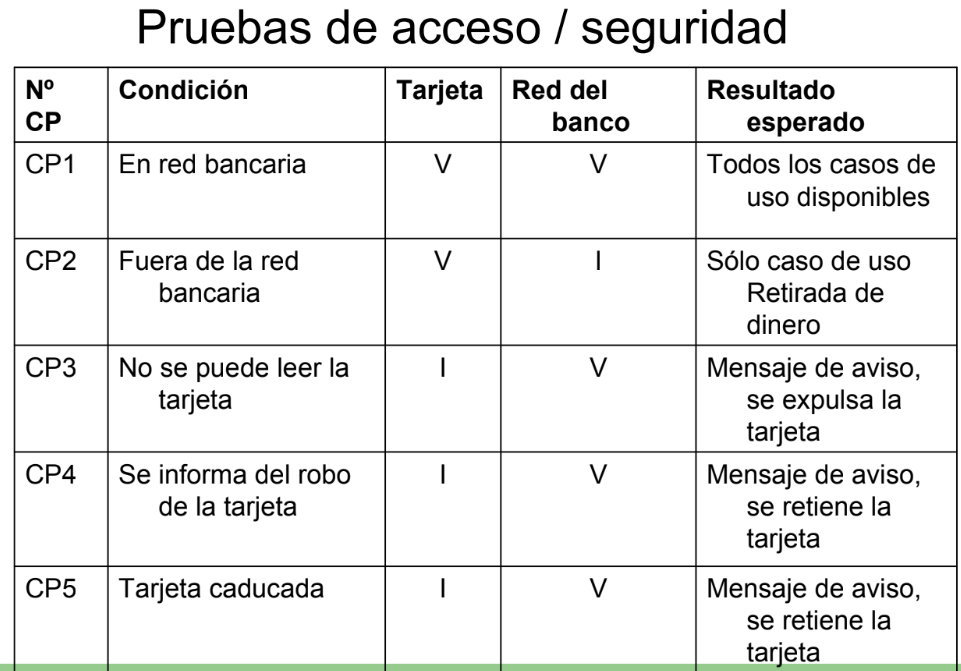 Pruebas de acceso / seguridad
Nº CP | Condición | Tarjeta | Red del banco | Resultado esperado
CP1 | En red bancaria | V | V | Todos los casos de uso disponibles
CP2 | Fuera de la red bancaria | V | I | Sólo caso de uso Retirada de dinero
CP3 | No se puede leer la tarjeta | I | V | Mensaje de aviso, se expulsa la tarjeta
CP4 | Se informa del robo de la tarjeta | I | V | Mensaje de aviso, se retiene la tarjeta
CP5 | Tarjeta caducada | I | V | Mensaje de aviso, se retiene la tarjeta